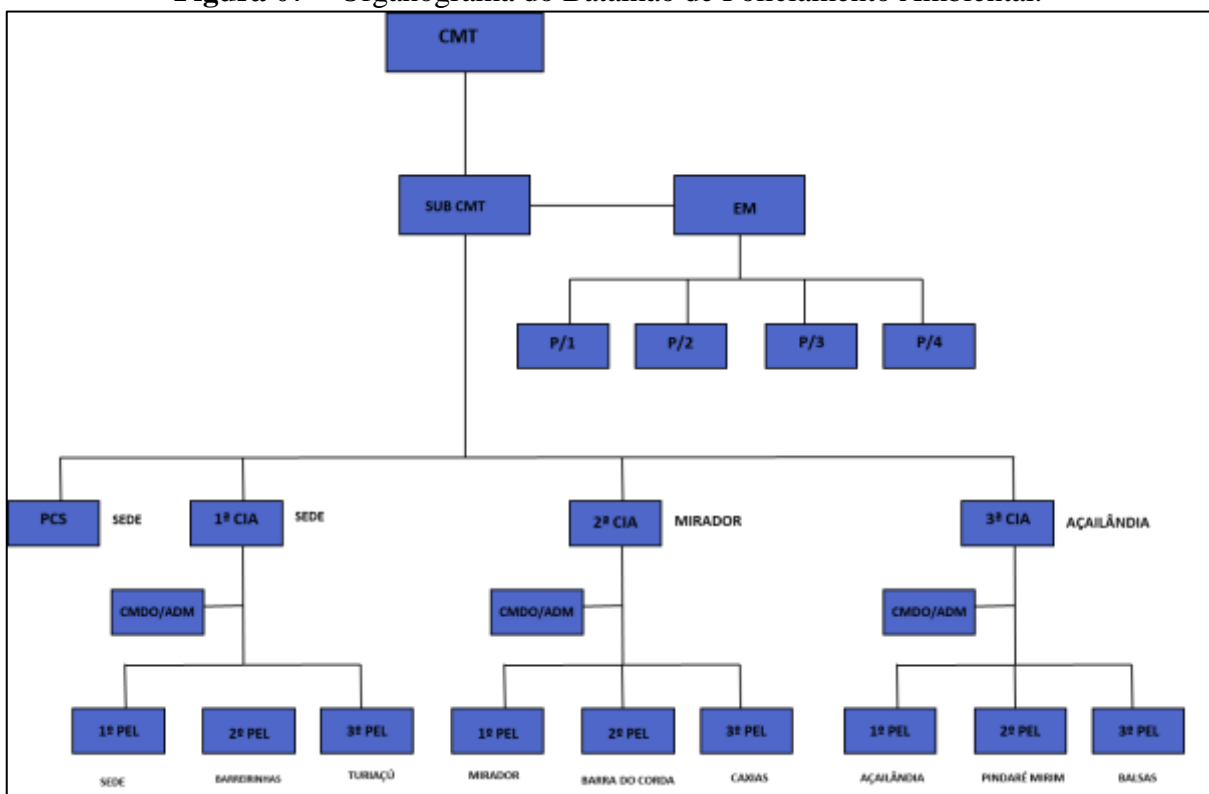 Organograma do Batalhão de Policiamento Ambiental.
CMT
SUB CMT
EM
P/1
P/2
P/3
P/4
PCS
SEDE
1ª CIA
SEDE
2ª CIA
MIRADOR
3ª CIA
AÇAILÂNDIA
CMDO/ADM
CMDO/ADM
CMDO/ADM
1º PEL
2º PEL
3º PEL
1º PEL
2º PEL
3º PEL
1º PEL
2º PEL
3º PEL
SEDE
BARREIRINHAS
TURIAÇÚ
MIRADOR
BARRA DO CORDA
CAXIAS
AÇAILÂNDIA
PINDARÉ MIRIM
BALSAS